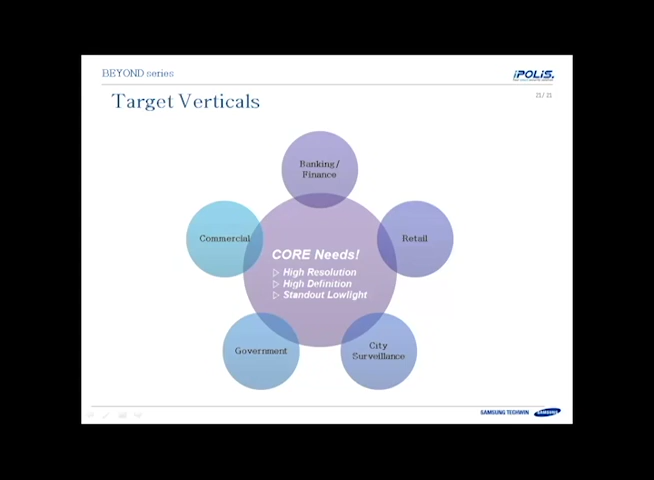 BEYOND series
iPOLiS.
21/ 21
Target Verticals
Banking/
Finance
Commercial
Retail
CORE Needs!
High Resolution
High Definition
Standout Lowlight
Government
City
Surveillance
SAMSUNG TECHWIN
SAMSUNG